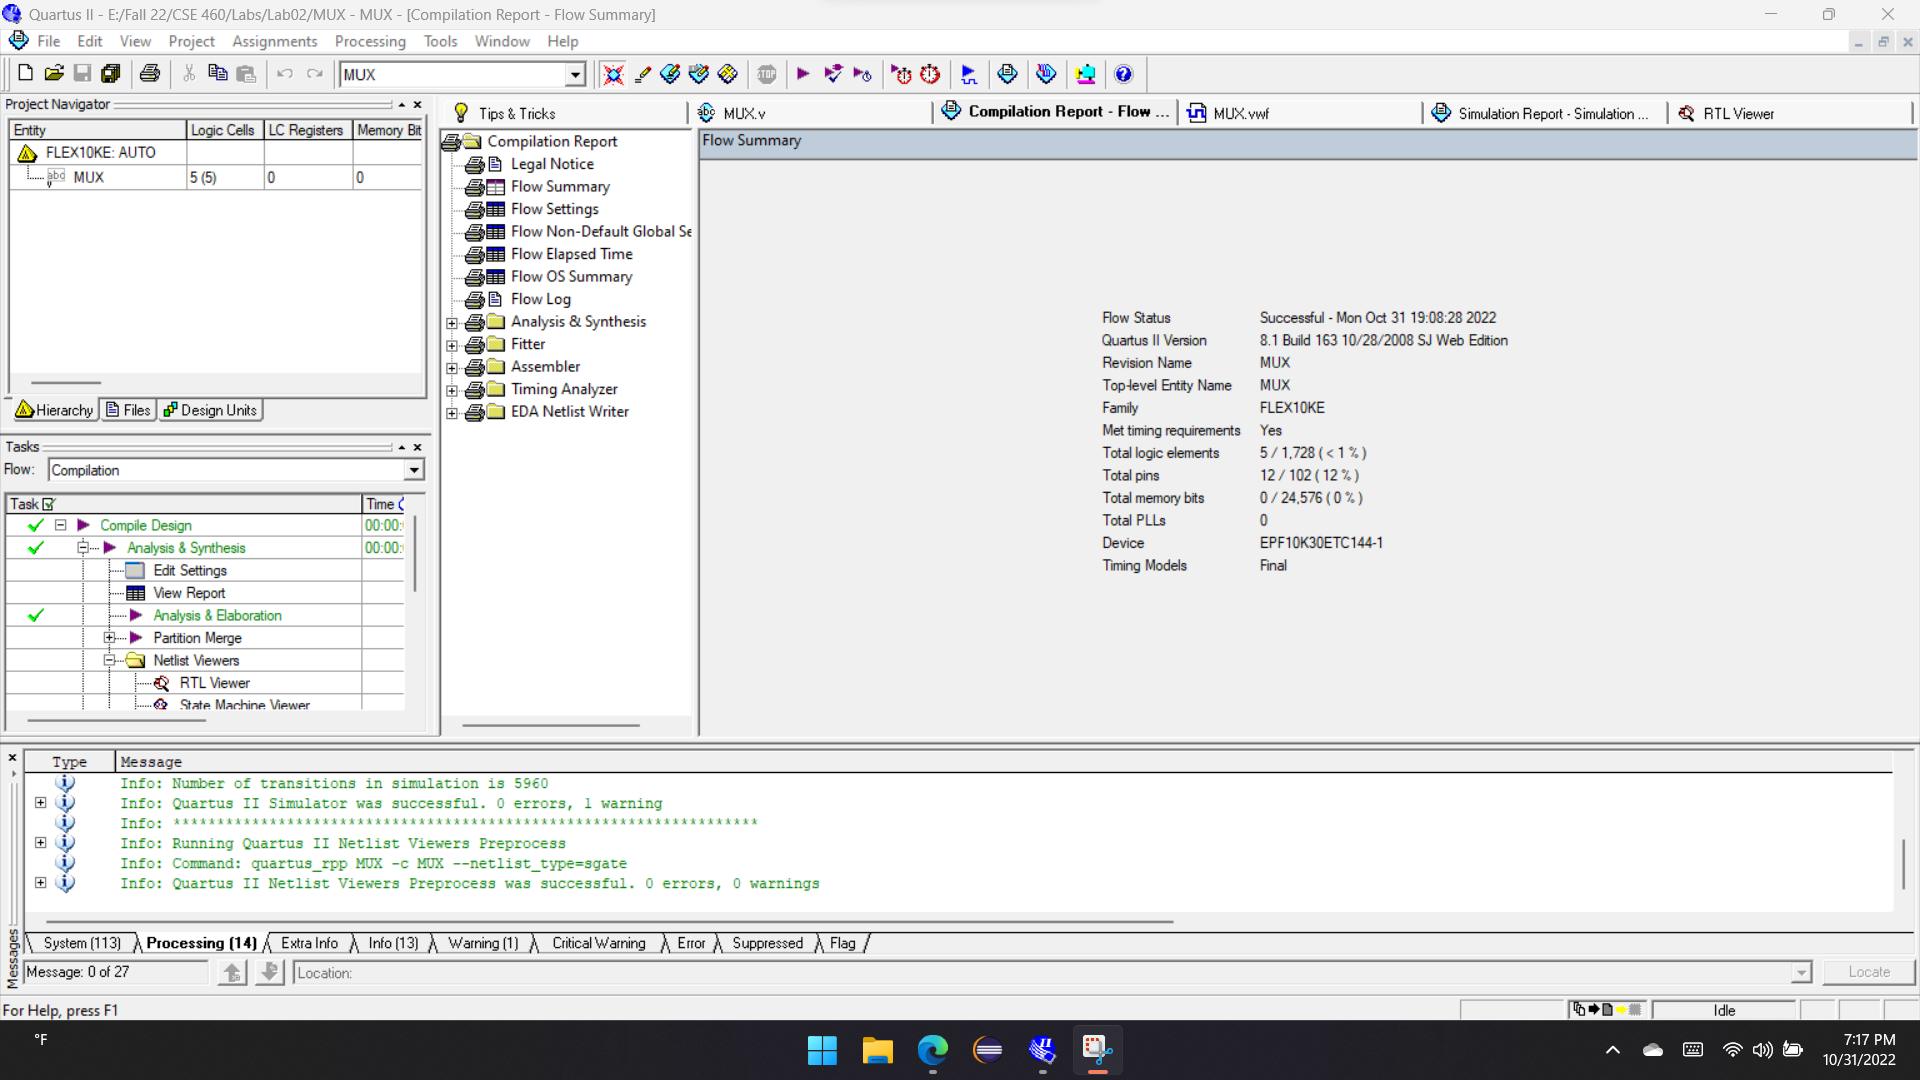 Quartus II - E:/Fall 22/CSE 460/Labs/Lab02/MUX - MUX - [Compilation Report - Flow Summary]
File Edit View Project Assignments Processing Tools Window Help
MUX
Project Navigator
Entity Logic Cells LC Registers Memory Bit
FLEX10KE: AUTO
MUX 5 (5) 0 0
Hierarchy Files Design Units
Tasks
Flow: Compilation
Task Time
Compile Design 00:00:
Analysis & Synthesis 00:00:
Edit Settings
View Report
Analysis & Elaboration
Partition Merge
Netlist Viewers
RTL Viewer
State Machine Viewer
Tips & Tricks MUX.v Compilation Report - Flow ... MUX.vwf Simulation Report - Simulation ... RTL Viewer
Compilation Report
Legal Notice
Flow Summary
Flow Settings
Flow Non-Default Global Se
Flow Elapsed Time
Flow OS Summary
Flow Log
Analysis & Synthesis
Fitter
Assembler
Timing Analyzer
EDA Netlist Writer
Flow Summary
Flow Status Successful - Mon Oct 31 19:08:28 2022
Quartus II Version 8.1 Build 163 10/28/2008 SJ Web Edition
Revision Name MUX
Top-level Entity Name MUX
Family FLEX10KE
Met timing requirements Yes
Total logic elements 5 / 1,728 ( < 1 % )
Total pins 12 / 102 ( 12 % )
Total memory bits 0 / 24,576 ( 0 % )
Total PLLs 0
Device EPF10K30ETC144-1
Timing Models Final
Type Message
Info: Number of transitions in simulation is 5960
Info: Quartus II Simulator was successful. 0 errors, 1 warning
Info: *******************************************************************
Info: Running Quartus II Netlist Viewers Preprocess
Info: Command: quartus_rpp MUX -c MUX --netlist_type=sgate
Info: Quartus II Netlist Viewers Preprocess was successful. 0 errors, 0 warnings
System (113) Processing (14) Extra Info Info (13) Warning (1) Critical Warning Error Suppressed Flag
Messages
Message: 0 of 27 Location: Locate
For Help, press F1 Idle
°F
7:17 PM
10/31/2022